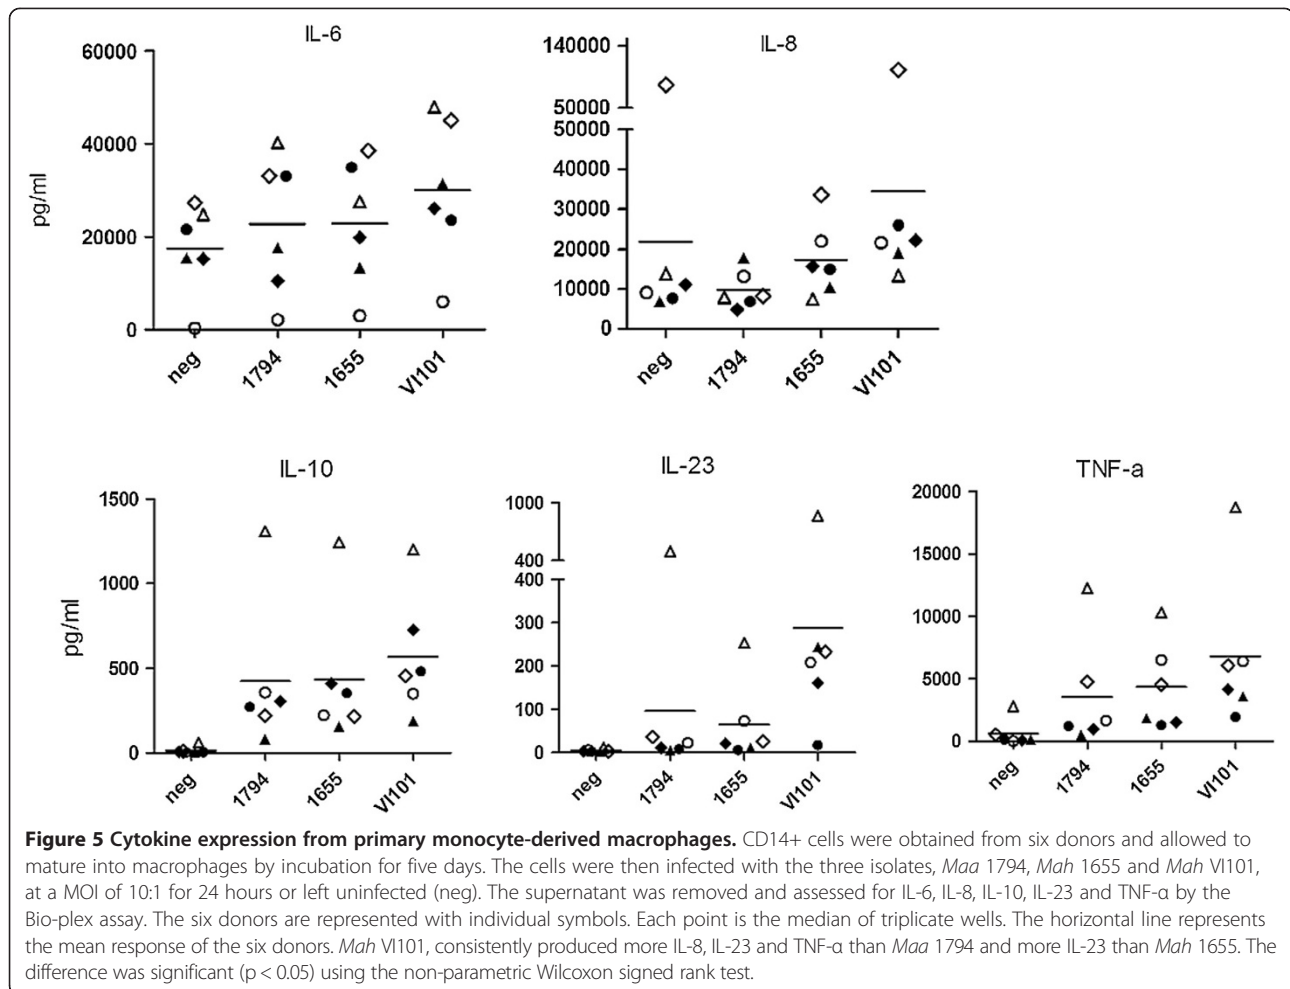 IL-6
60000
40000
20000
0
pg/ml
neg
1794
1655
VI101
IL-8
140000
50000
50000
40000
30000
20000
10000
0
neg
1794
1655
VI101
IL-10
1500
1000
500
0
pg/ml
neg
1794
1655
VI101
IL-23
1000
400
400
300
200
100
0
neg
1794
1655
VI101
TNF-a
20000
15000
10000
5000
0
neg
1794
1655
VI101
Figure 5 Cytokine expression from primary monocyte-derived macrophages. CD14+ cells were obtained from six donors and allowed to
mature into macrophages by incubation for five days. The cells were then infected with the three isolates, Maa 1794, Mah 1655 and Mah VI101,
at a MOI of 10:1 for 24 hours or left uninfected (neg). The supernatant was removed and assessed for IL-6, IL-8, IL-10, IL-23 and TNF-α by the
Bio-plex assay. The six donors are represented with individual symbols. Each point is the median of triplicate wells. The horizontal line represents
the mean response of the six donors. Mah VI101, consistently produced more IL-8, IL-23 and TNF-α than Maa 1794 and more IL-23 than Mah 1655. The
difference was significant (p < 0.05) using the non-parametric Wilcoxon signed rank test.